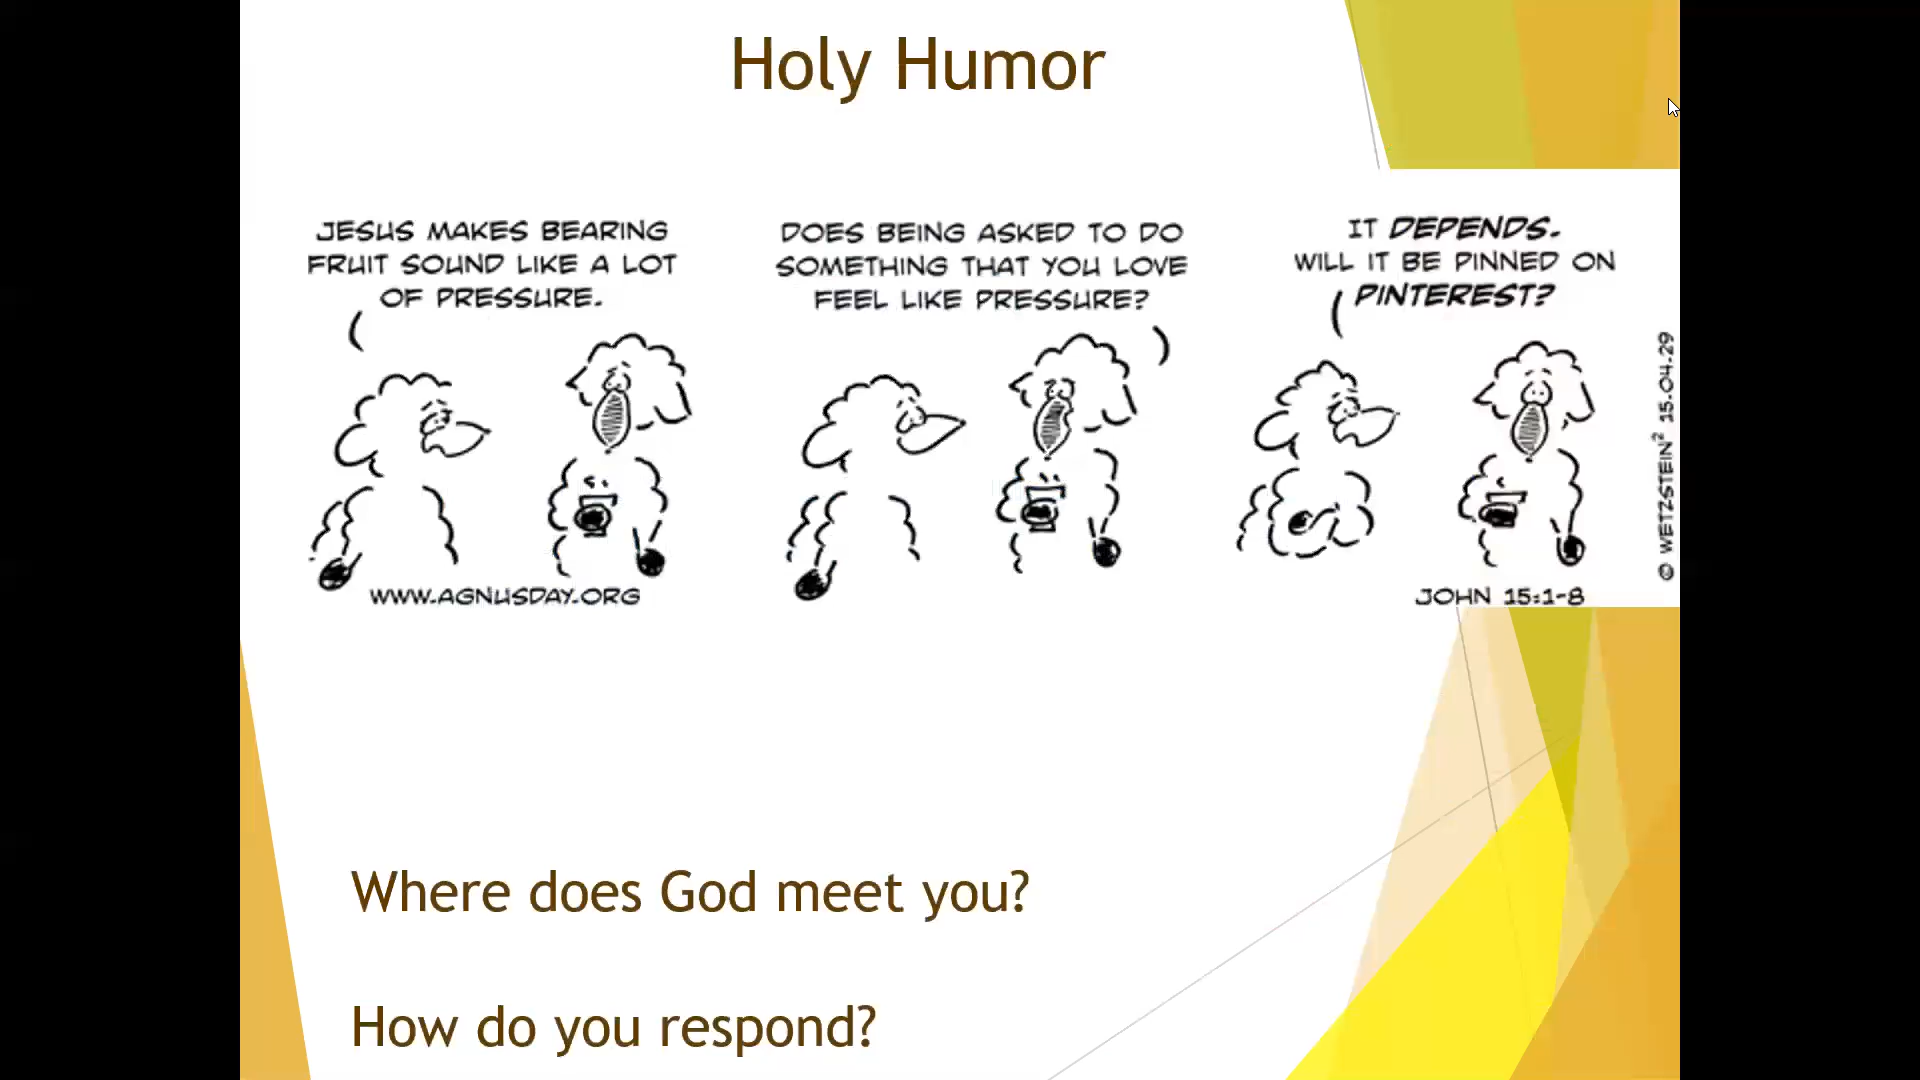 Holy Humor
JESUS MAKES BEARING
FRUIT SOUND LIKE A LOT
OF PRESSURE.
DOES BEING ASKED TO DO
SOMETHING THAT YOU LOVE
FEEL LIKE PRESSURE?
IT DEPENDS.
WILL IT BE PINNED ON
PINTEREST?
© WETZSTEIN² 15.04.29
WWW.AGNUSDAY.ORG
JOHN 15:1-8
Where does God meet you?
How do you respond?